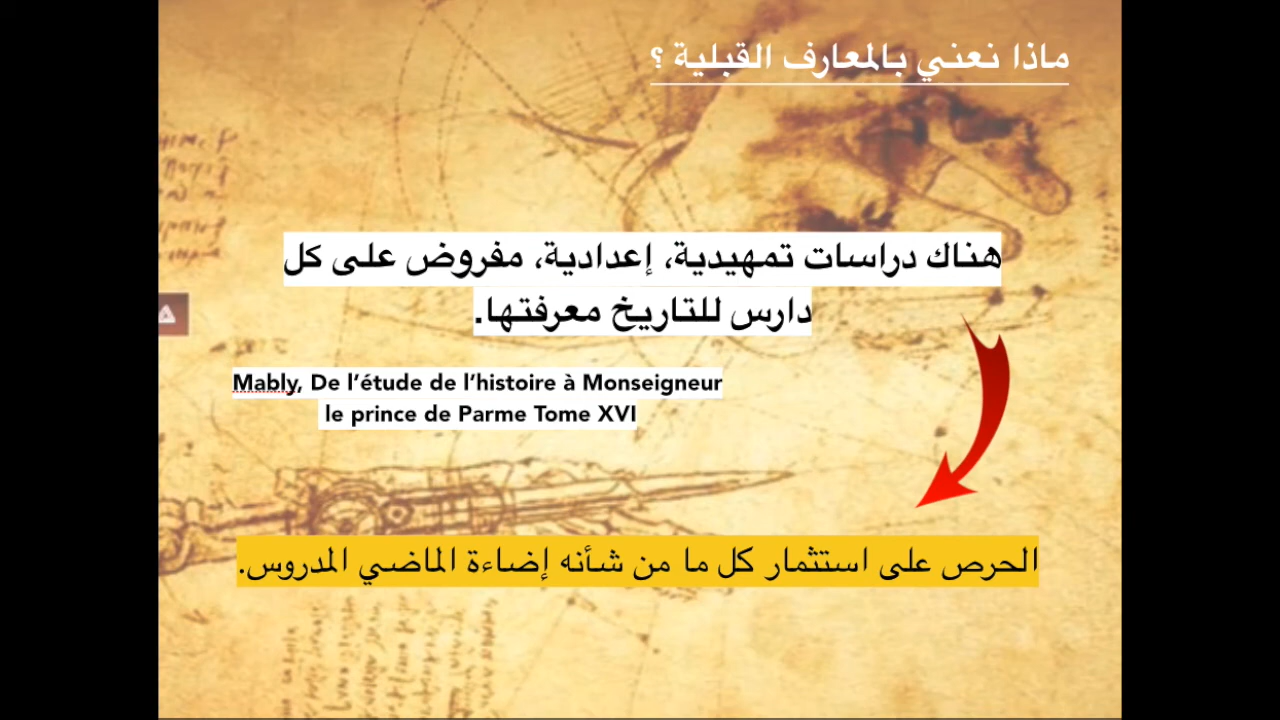 ماذا نعني بالمعارف القبلية ؟
هناك دراسات تمهيدية، إعدادية، مفروض على كل
دارس للتاريخ معرفتها.
Mably, De l’étude de l’histoire à Monseigneur
le prince de Parme Tome XVI
الحرص على استثمار كل ما من شأنه إضاءة الماضي المدروس.